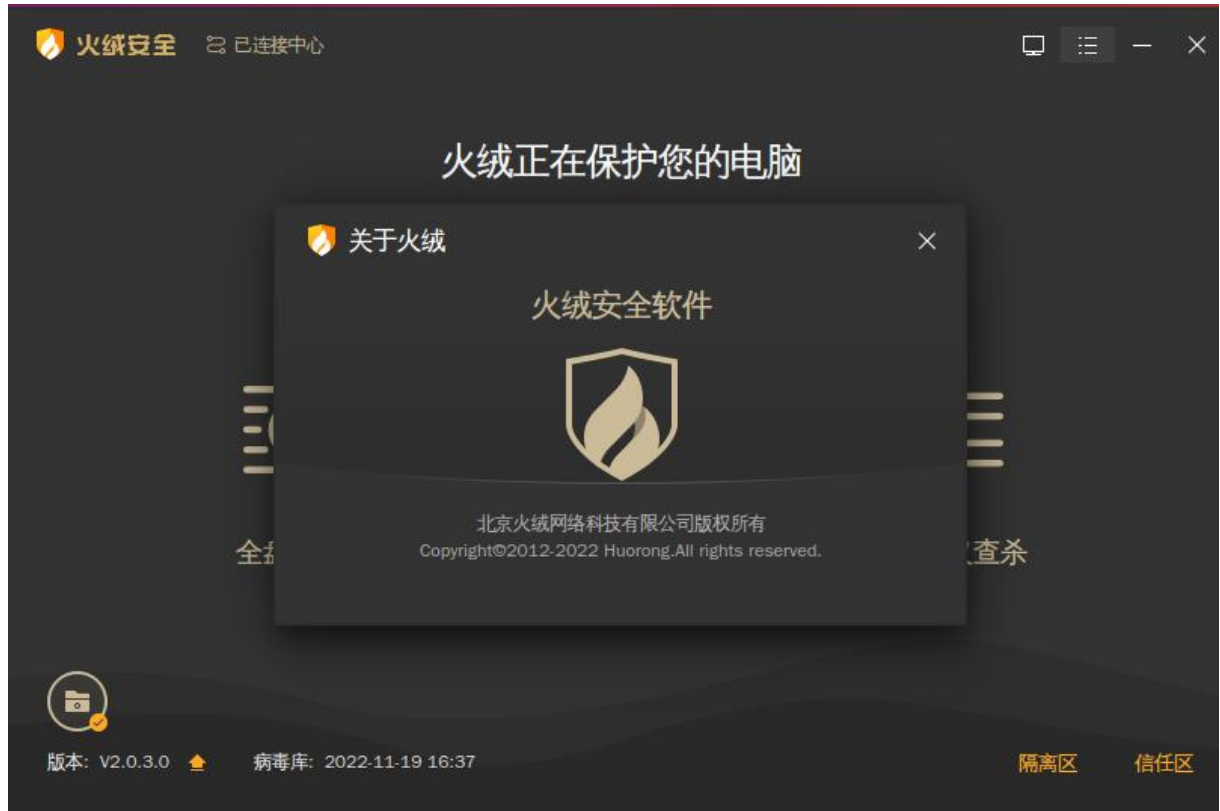 火绒安全 已连接中心
火绒正在保护您的电脑
关于火绒
火绒安全软件
北京火绒网络科技有限公司版权所有
Copyright©2012-2022 Huorong.All rights reserved.
全 查杀
版本: V2.0.3.0 病毒库: 2022-11-19 16:37 隔离区 信任区